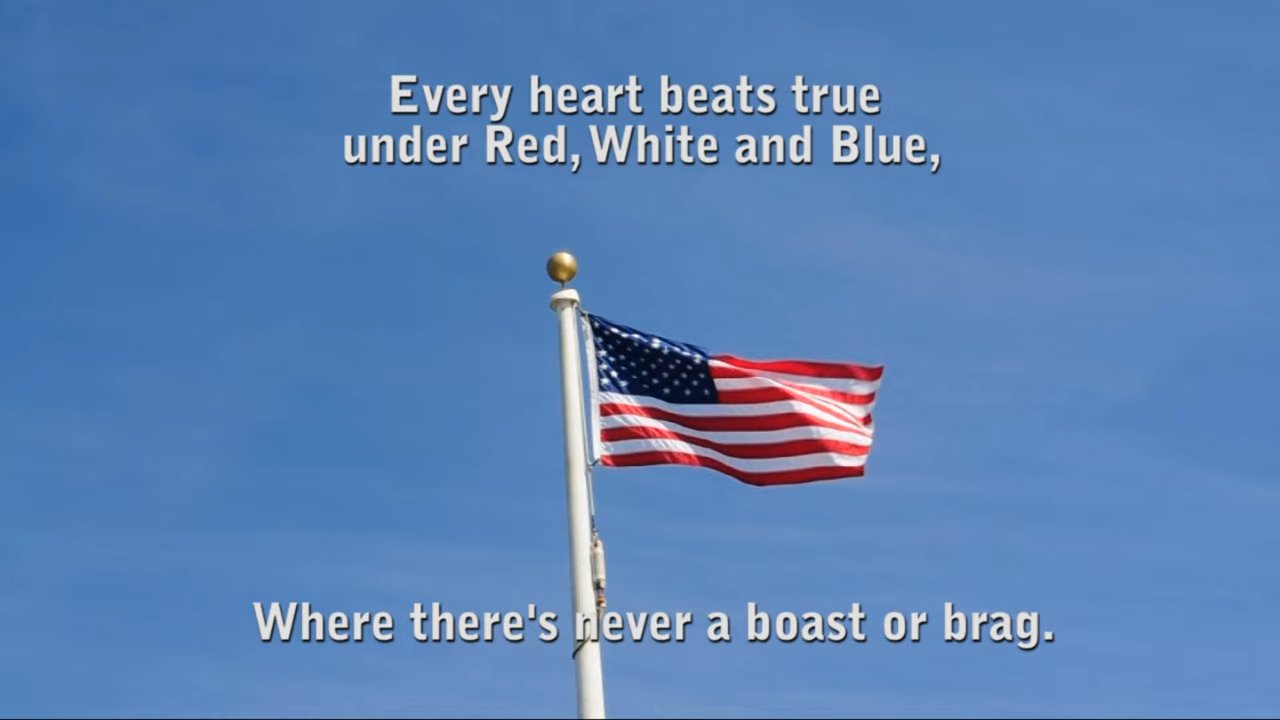 Every heart beats true
under Red, White and Blue,
Where there's never a boast or brag.